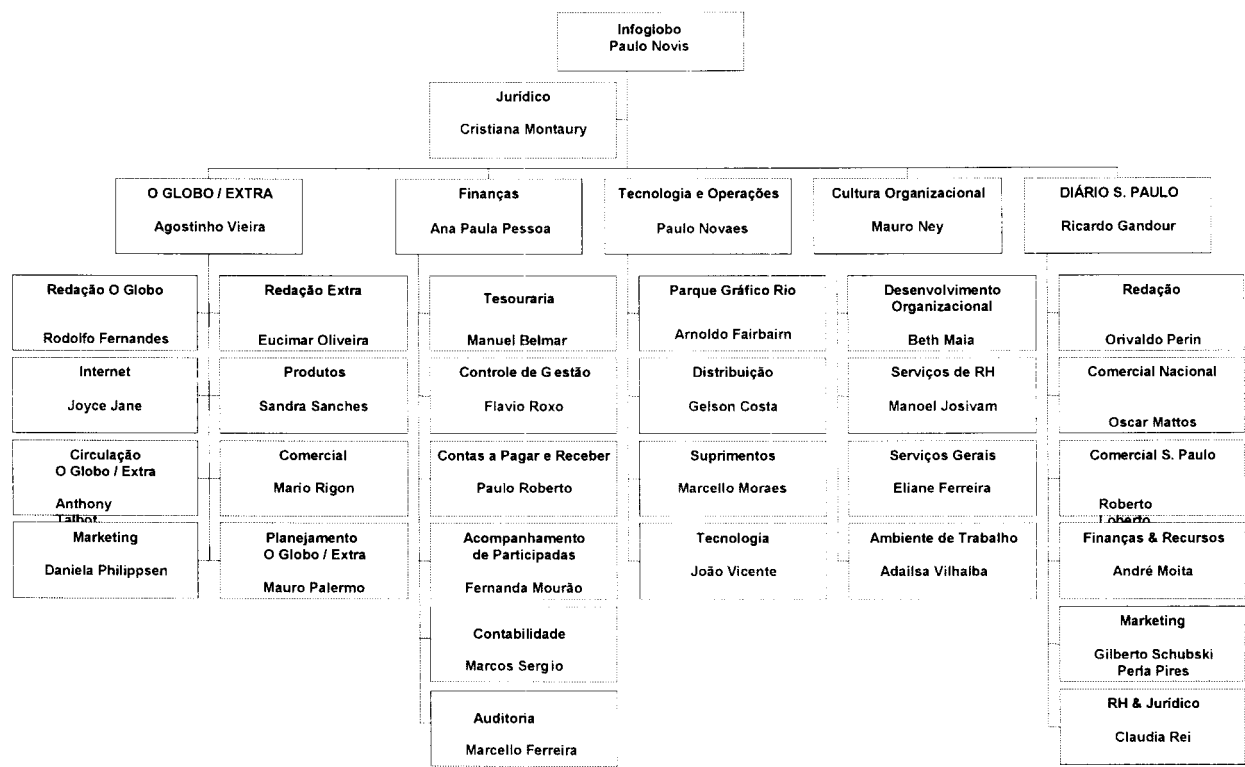 Infoglobo
Paulo Novis
Jurídico
Cristiana Montaury
O GLOBO / EXTRA
Agostinho Vieira
Finanças
Ana Paula Pessoa
Tecnologia e Operações
Paulo Novaes
Cultura Organizacional
Mauro Ney
DIÁRIO S. PAULO
Ricardo Gandour
Redação O Globo
Rodolfo Fernandes
Redação Extra
Eucimar Oliveira
Tesouraria
Manuel Belmar
Parque Gráfico Rio
Arnoldo Fairbairn
Desenvolvimento
Organizacional
Beth Maia
Redação
Orivaldo Perin
Internet
Joyce Jane
Produtos
Sandra Sanches
Controle de Gestão
Flavio Roxo
Distribuição
Gelson Costa
Serviços de RH
Manoel Josivam
Comercial Nacional
Oscar Mattos
Circulação
O Globo / Extra
Anthony
Talbot
Comercial
Mario Rigon
Contas a Pagar e Receber
Paulo Roberto
Suprimentos
Marcello Moraes
Serviços Gerais
Eliane Ferreira
Comercial S. Paulo
Roberto
Loberto
Marketing
Daniela Philippsen
Planejamento
O Globo / Extra
Mauro Palermo
Acompanhamento
de Participadas
Fernanda Mourão
Tecnologia
João Vicente
Ambiente de Trabalho
Adailsa Vilhalba
Finanças & Recursos
André Moita
Contabilidade
Marcos Sergio
Marketing
Gilberto Schubski
Perla Pires
Auditoria
Marcello Ferreira
RH & Jurídico
Claudia Rei